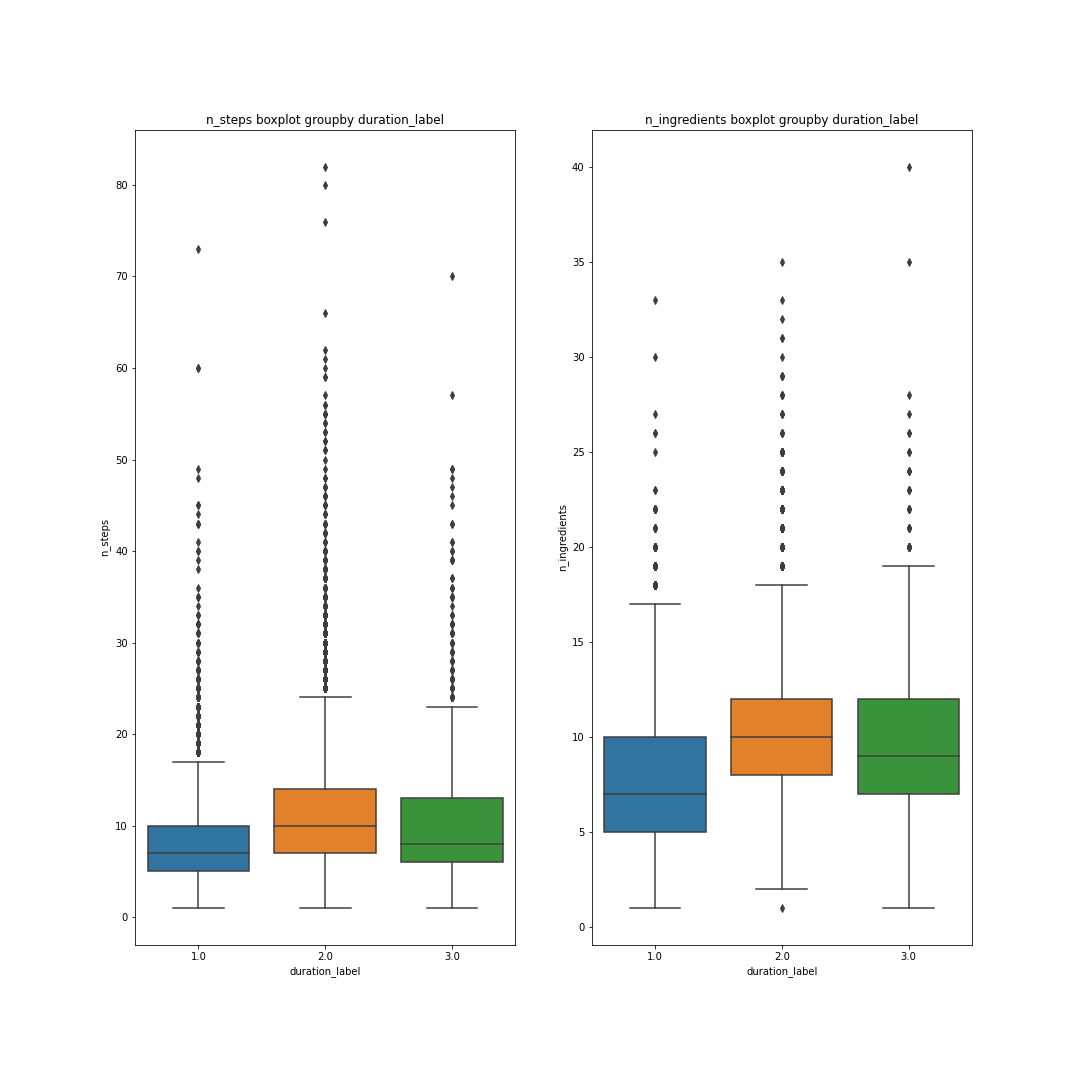 n_steps boxplot groupby duration_label
80
70
60
50
40
30
20
10
0
n_steps
1.0 2.0 3.0
duration_label
n_ingredients boxplot groupby duration_label
40
35
30
25
20
15
10
5
0
n_ingredients
1.0 2.0 3.0
duration_label